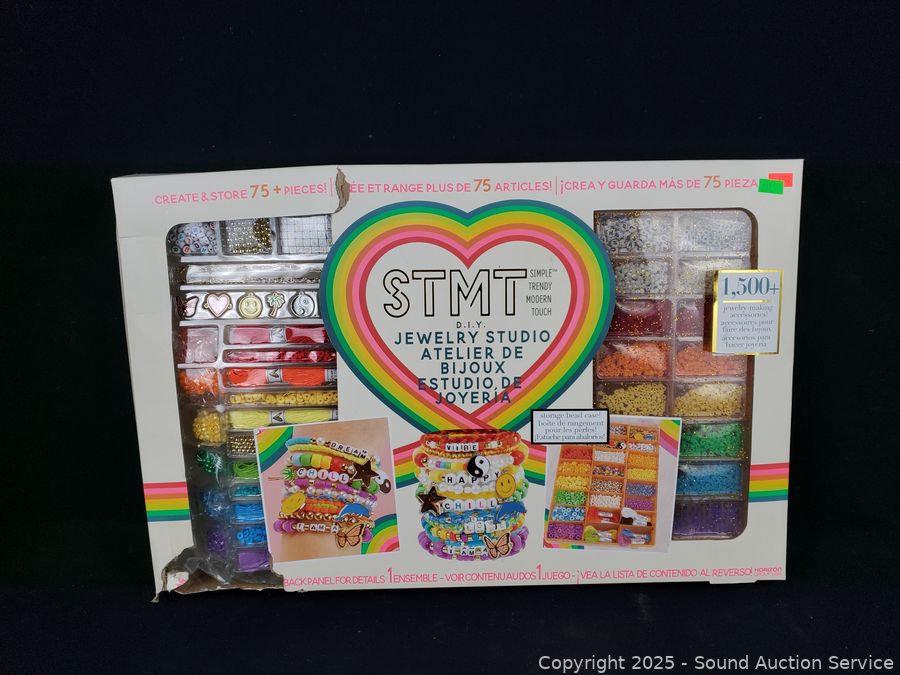 CREATE & STORE 75+ PIECES! | ÉE ET RANGE PLUS DE 75 ARTICLES! | ¡CREA Y GUARDA MÁS DE 75 PIEZA
STMT
SIMPLE™
TRENDY
MODERN
TOUCH
D.I.Y.
JEWELRY STUDIO
ATELIER DE
BIJOUX
ESTUDIO DE
JOYERÍA
1,500+
jewelry-making
accessories!
accessoires pour
faire des bijoux
accesorios para
hacer joyería
storage bead case!
boîte de rangement
pour les perles!
Estuche para abalorios!
DREAM
CHILL
I-AM-A
VIBE
HAPPY
CHILL
LOVE
I-AM-A
BACK PANEL FOR DETAILS 1 ENSEMBLE - VOIR CONTENU AU DOS 1 JUEGO - ¡VEA LA LISTA DE CONTENIDO AL REVERSO!
HORIZON
Copyright 2025 - Sound Auction Service